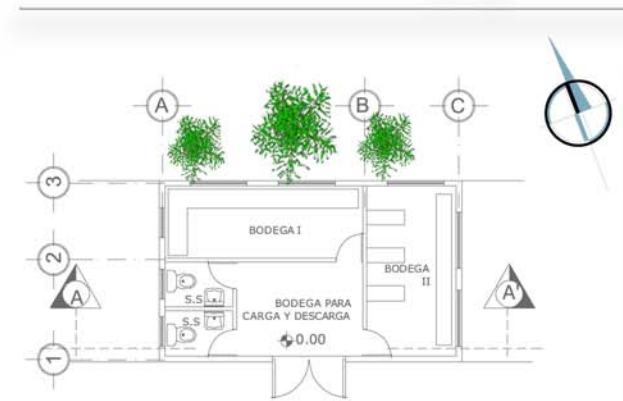 A
B
C
3
2
1
BODEGA I
BODEGA
II
S.S
S.S
BODEGA PARA
CARGA Y DESCARGA
0.00
A
A'